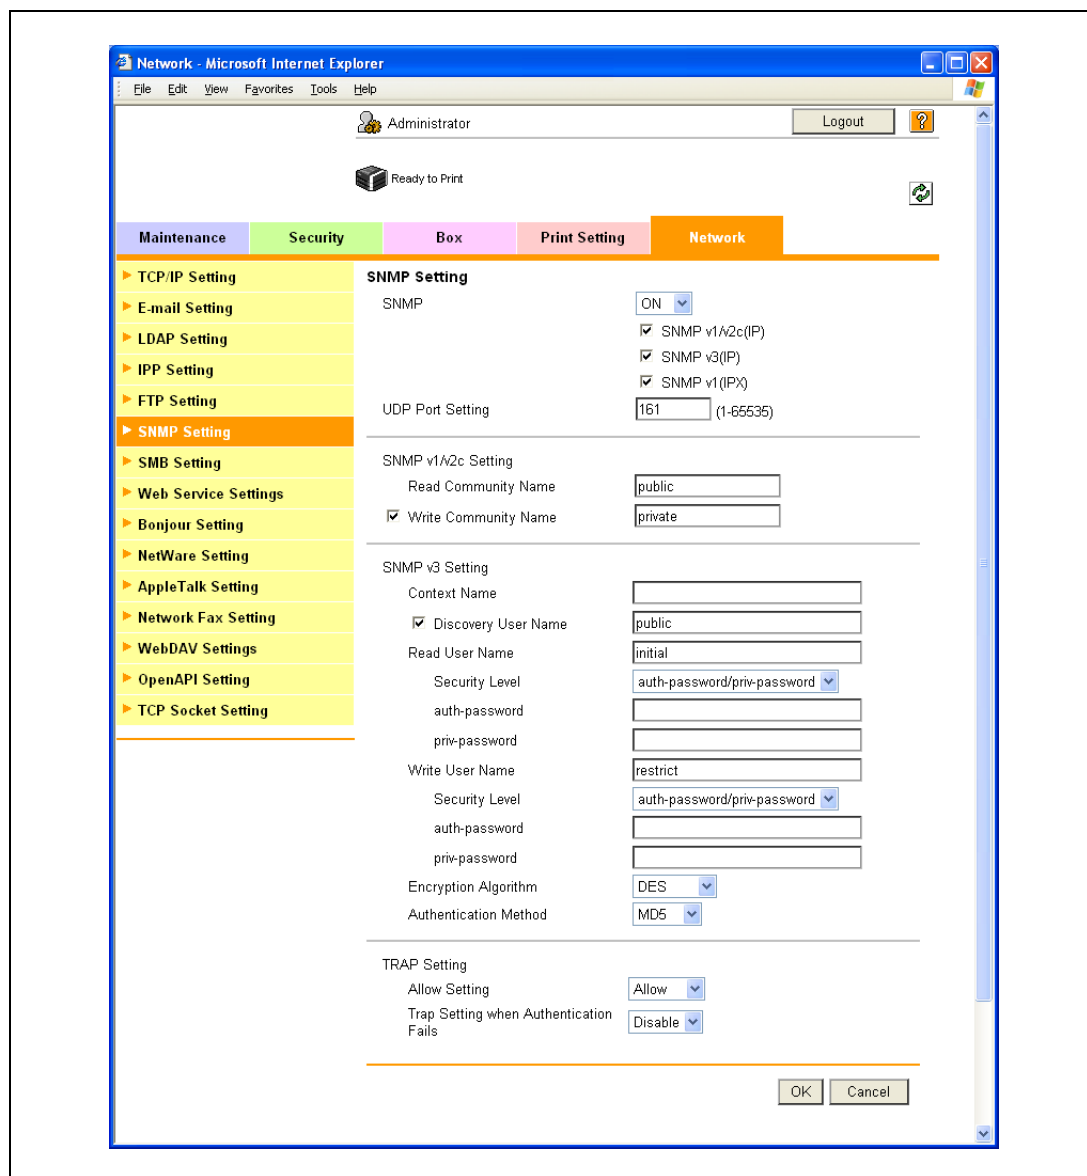 Network - Microsoft Internet Explorer
File Edit View Favorites Tools Help
Administrator Logout ?
Ready to Print
Maintenance Security Box Print Setting Network
TCP/IP Setting
E-mail Setting
LDAP Setting
IPP Setting
FTP Setting
SNMP Setting
SMB Setting
Web Service Settings
Bonjour Setting
NetWare Setting
AppleTalk Setting
Network Fax Setting
WebDAV Settings
OpenAPI Setting
TCP Socket Setting
SNMP Setting
SNMP ON
SNMP v1/v2c(IP)
SNMP v3(IP)
SNMP v1(IPX)
UDP Port Setting 161 (1-65535)
SNMP v1/v2c Setting
Read Community Name public
Write Community Name private
SNMP v3 Setting
Context Name
Discovery User Name public
Read User Name initial
Security Level auth-password/priv-password
auth-password
priv-password
Write User Name restrict
Security Level auth-password/priv-password
auth-password
priv-password
Encryption Algorithm DES
Authentication Method MD5
TRAP Setting
Allow Setting Allow
Trap Setting when Authentication
Fails Disable
OK Cancel